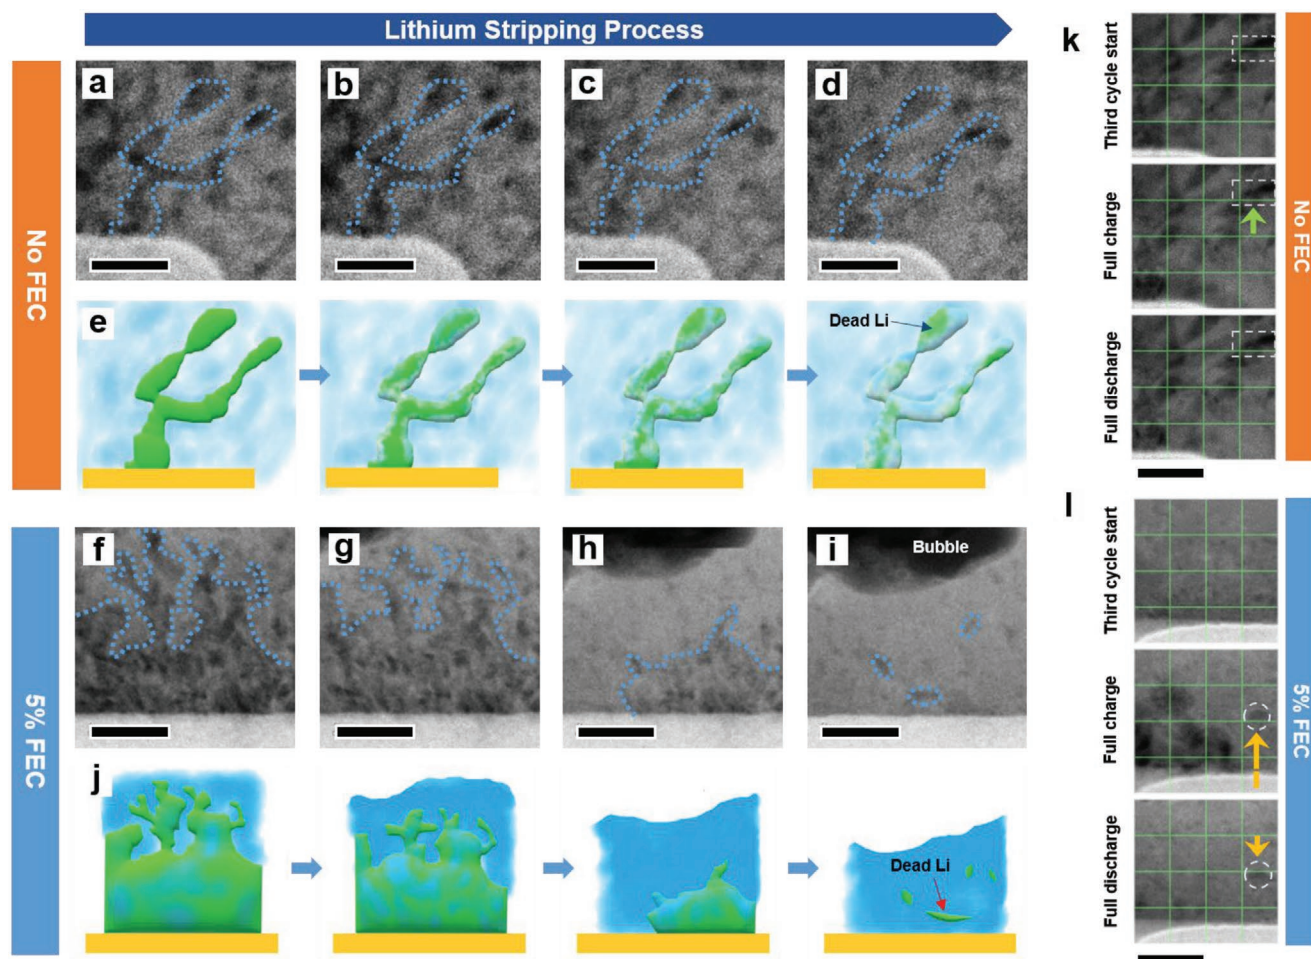 Lithium Stripping Process
No FEC
a
b
c
d
e
Dead Li
5% FEC
f
g
h
i
Bubble
j
Dead Li
k
Third cycle start
Full charge
Full discharge
No FEC
l
Third cycle start
Full charge
Full discharge
5% FEC